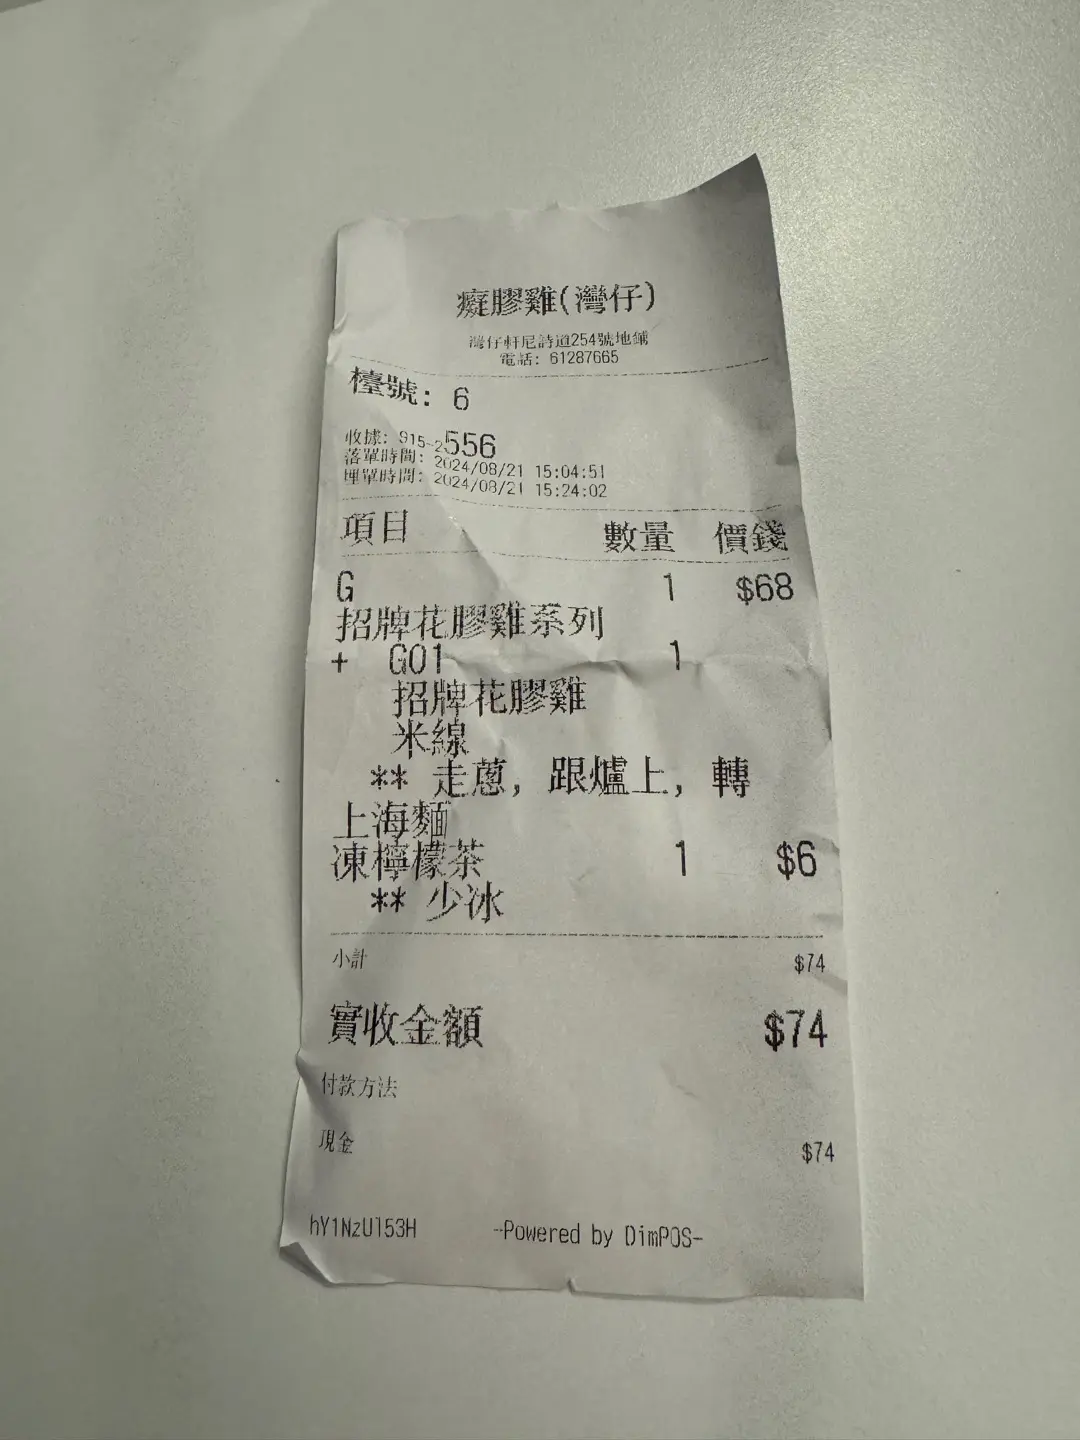 癡膠雞(灣仔)
灣仔軒尼詩道254號地鋪
電話: 61287665
檯號: 6
收據: 915-2556
落單時間: 2024/08/21 15:04:51
埋單時間: 2024/08/21 15:24:02
項目 數量 價錢
G 1 $68
招牌花膠雞系列
+ G01 1
招牌花膠雞
米線
** 走蔥, 跟爐上, 轉
上海麵
凍檸檬茶 1 $6
** 少冰
小計 $74
實收金額 $74
付款方法
現金 $74
hY1NzU153H -Powered by DimPOS-